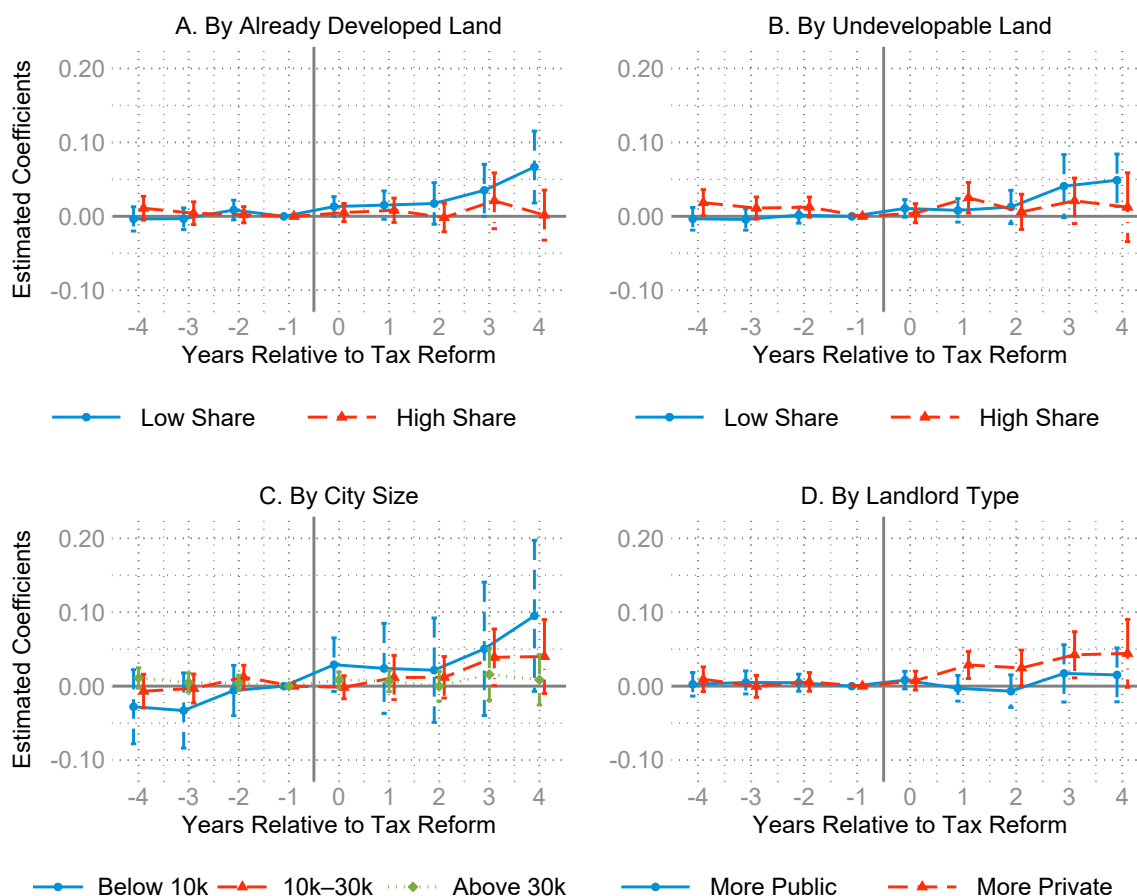 A. By Already Developed Land
B. By Undevelopable Land
Estimated Coefficients
0.20
0.10
0.00
-0.10
-4 -3 -2 -1 0 1 2 3 4
Years Relative to Tax Reform
Low Share High Share
0.20
0.10
0.00
-0.10
-4 -3 -2 -1 0 1 2 3 4
Years Relative to Tax Reform
Low Share High Share
C. By City Size
D. By Landlord Type
Estimated Coefficients
0.20
0.10
0.00
-0.10
-4 -3 -2 -1 0 1 2 3 4
Years Relative to Tax Reform
Below 10k 10k–30k Above 30k
0.20
0.10
0.00
-0.10
-4 -3 -2 -1 0 1 2 3 4
Years Relative to Tax Reform
More Public More Private